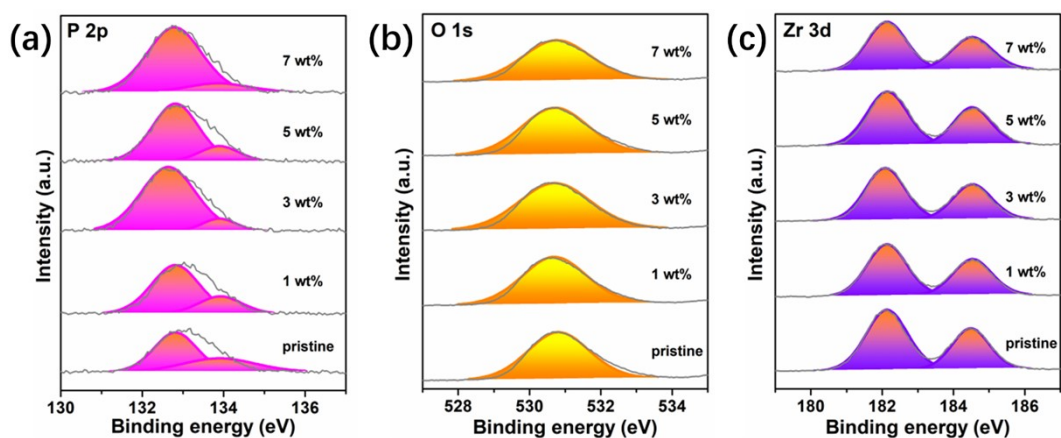 (a)
P 2p
7 wt%
5 wt%
3 wt%
1 wt%
pristine
Intensity (a.u.)
130 132 134 136
Binding energy (eV)
(b)
O 1s
7 wt%
5 wt%
3 wt%
1 wt%
pristine
Intensity (a.u.)
528 530 532 534
Binding energy (eV)
(c)
Zr 3d
7 wt%
5 wt%
3 wt%
1 wt%
pristine
Intensity (a.u.)
180 182 184 186
Binding energy (eV)